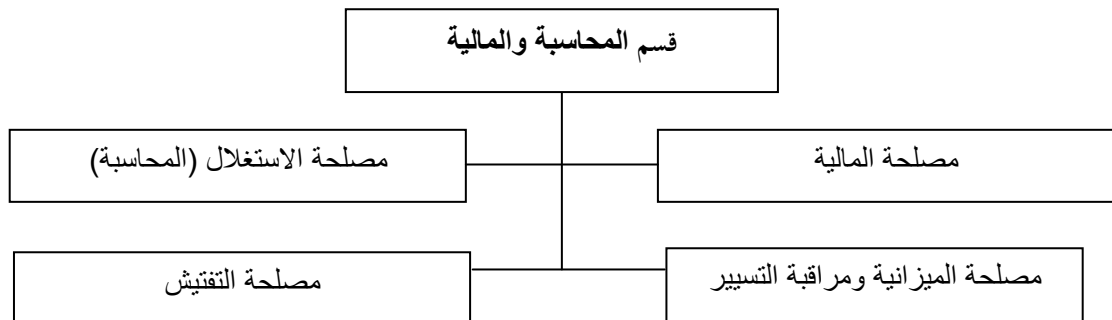 قسم المحاسبة والمالية
مصلحة المالية
مصلحة الاستغلال (المحاسبة)
مصلحة الميزانية ومراقبة التسيير
مصلحة التفتيش